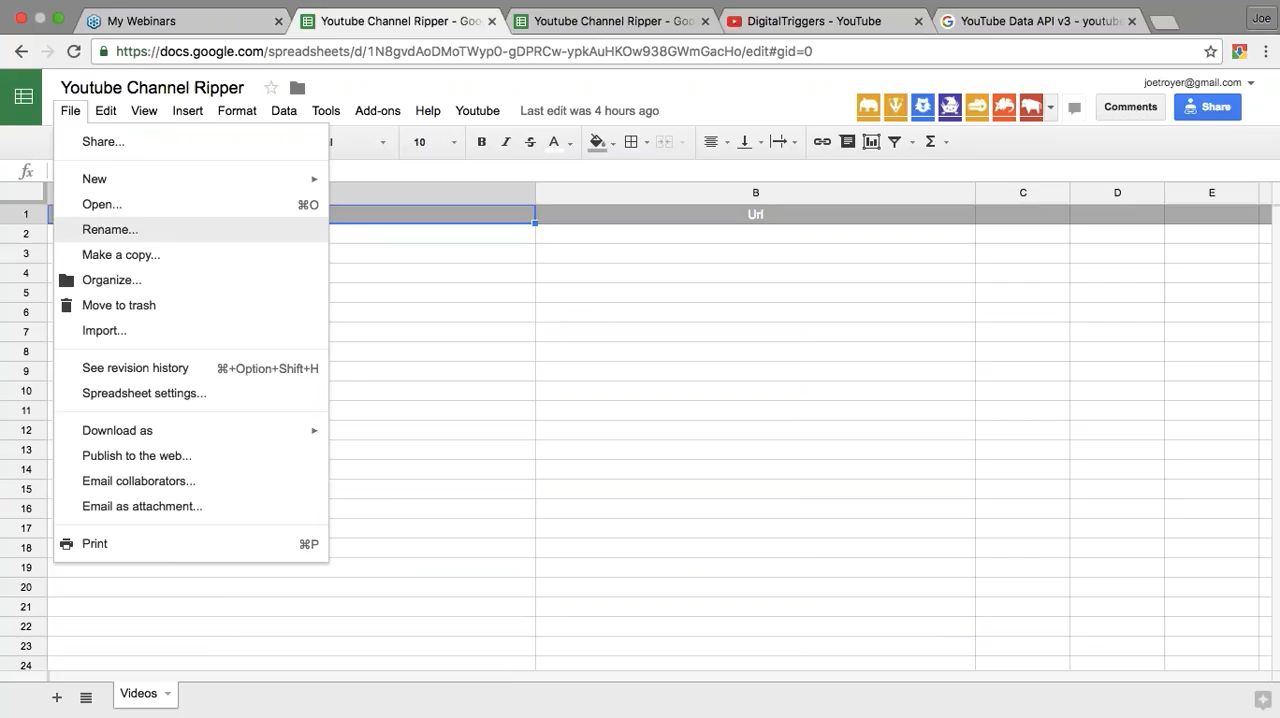 My Webinars
Youtube Channel Ripper - Goo
Youtube Channel Ripper - Goo
DigitalTriggers - YouTube
YouTube Data API v3 - youtube
Joe
https://docs.google.com/spreadsheets/d/1N8gvdAoDMoTWyp0-gDPRCw-ypkAuHKOw938GWmGacHo/edit#gid=0
Youtube Channel Ripper
joetroyer@gmail.com
File Edit View Insert Format Data Tools Add-ons Help Youtube Last edit was 4 hours ago
Comments
Share
10 B I S A Σ
fx
Share...
New
Open... ⌘O
Rename...
Make a copy...
Organize...
Move to trash
Import...
See revision history ⌘+Option+Shift+H
Spreadsheet settings...
Download as
Publish to the web...
Email collaborators...
Email as attachment...
Print ⌘P
B C D E
1 Url
2
3
4
5
6
7
8
9
10
11
12
13
14
15
16
17
18
19
20
21
22
23
24
+ Videos